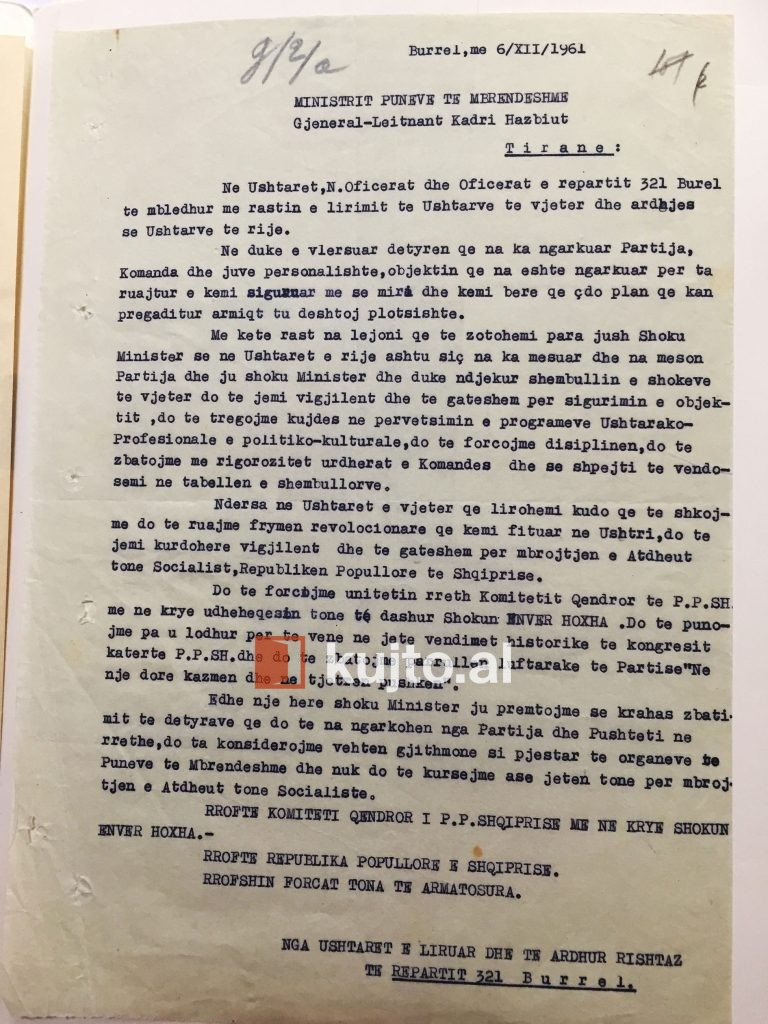 Burrel,me 6/XII/1961
MINISTRIT PUNEVE TE MBRENDESHME
Gjeneral-Leitnant Kadri Hazbiut
T i r a n e :
Ne Ushtaret,N.Oficerat dhe Oficerat e repartit 321 Burel
te mbledhur me rastin e lirimit te Ushtarve te vjeter dhe ardhjes
se Ushtarve te rije.
Ne duke e vlersuar detyren qe na ka ngarkuar Partija,
Komanda dhe juve personalishte,objektin qe na eshte ngarkuar per ta
ruajtur e kemi siguruar me se miri dhe kemi bere qe çdo plan qe kan
pregaditur armiqt tu deshtoj plotsishte.
Me kete rast na lejoni qe te zotohemi para jush Shoku
Minister se ne Ushtaret e rije ashtu siç na ka mesuar dhe na meson
Partija dhe ju shoku Minister dhe duke ndjekur shembullin e shokeve
te vjeter do te jemi vigjilent dhe te gateshem per sigurimin e objek-
tit ,do te tregojme kujdes ne pervetsimin e programeve Ushtarako-
Profesionale e politiko-kulturale,do te forcojme disiplinen,do te
zbatojme me rigorozitet urdherat e Komandes dhe se shpejti te vendo-
semi ne tabellen e shembullorve.
Ndersa ne Ushtaret e vjeter qe lirohemi kudo qe te shkoj-
me do te ruajme frymen revolocionare qe kemi fituar ne Ushtri,do te
jemi kurdohere vigjilent dhe te gateshem per mbrojtjen e Atdheut
tone Socialist,Republiken Popullore te Shqiprise.
Do te forcojme unitetin rreth Komitetit Qendror te P.P.SH.
me ne krye udheheqesin tone të dashur Shokun ENVER HOXHA .Do te puno-
jme pa u lodhur per te vene ne jete vendimet historike te kongresit
katerte P.P.SH.dhe do te zbatojme parrullen luftarake te Partise"Ne
nje dore kazmen dhe ne tjetren pushken".
kujto.al
Edhe nje here shoku Minister ju premtojme se krahas zbati-
mit te detyrave qe do te na ngarkohen nga Partija dhe Pushteti ne
rrethe,do ta konsiderojme vehten gjithmone si pjestar te organeve te
Puneve te Mbrendeshme dhe nuk do te kursejme ase jeten tone per mbroj-
tjen e Atdheut tone Socialiste.
RROFTE KOMITETI QENDROR I P.P.SHQIPRISE ME NE KRYE SHOKUN
ENVER HOXHA.-
RROFTE REPUBLIKA POPULLORE E SHQIPRISE.
RROFSHIN FORCAT TONA TE ARMATOSURA.
NGA USHTARET E LIRUAR DHE TE ARDHUR RISHTAZ
TE REPARTIT 321 B u r r e l.